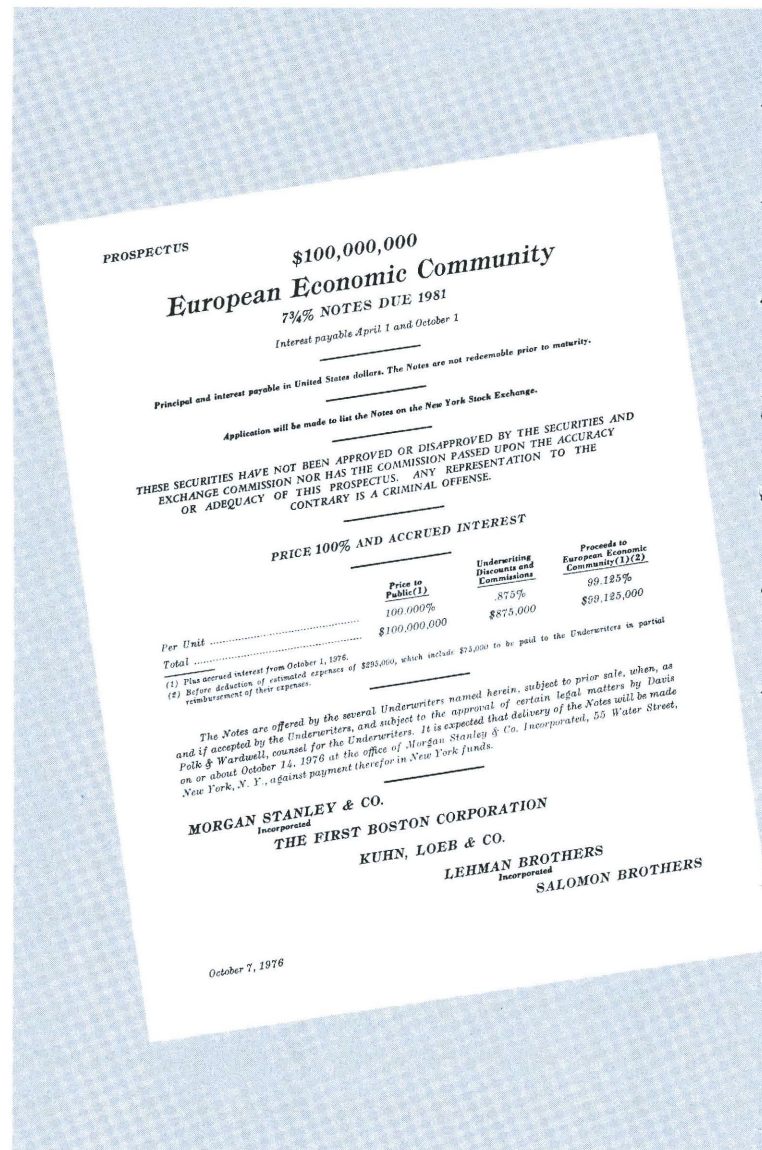 PROSPECTUS
$100,000,000
European Economic Community
7¾% NOTES DUE 1981
Interest payable April 1 and October 1
Principal and interest payable in United States dollars. The Notes are not redeemable prior to maturity.
Application will be made to list the Notes on the New York Stock Exchange.
THESE SECURITIES HAVE NOT BEEN APPROVED OR DISAPPROVED BY THE SECURITIES AND
EXCHANGE COMMISSION NOR HAS THE COMMISSION PASSED UPON THE ACCURACY
OR ADEQUACY OF THIS PROSPECTUS. ANY REPRESENTATION TO THE
CONTRARY IS A CRIMINAL OFFENSE.
PRICE 100% AND ACCRUED INTEREST
Price to
Public(1)
Underwriting
Discounts and
Commissions
Proceeds to
European Economic
Community(1)(2)
Per Unit ........................................ 100.000% .875% 99.125%
Total ............................................. $100,000,000 $875,000 $99,125,000
(1) Plus accrued interest from October 1, 1976.
(2) Before deduction of estimated expenses of $295,000, which include $75,000 to be paid to the Underwriters in partial
reimbursement of their expenses.
The Notes are offered by the several Underwriters named herein, subject to prior sale, when, as
and if accepted by the Underwriters, and subject to the approval of certain legal matters by Davis
Polk & Wardwell, counsel for the Underwriters. It is expected that delivery of the Notes will be made
on or about October 14, 1976 at the office of Morgan Stanley & Co. Incorporated, 55 Water Street,
New York, N. Y., against payment therefor in New York funds.
MORGAN STANLEY & CO.
Incorporated
THE FIRST BOSTON CORPORATION
KUHN, LOEB & CO.
LEHMAN BROTHERS
Incorporated
SALOMON BROTHERS
October 7, 1976